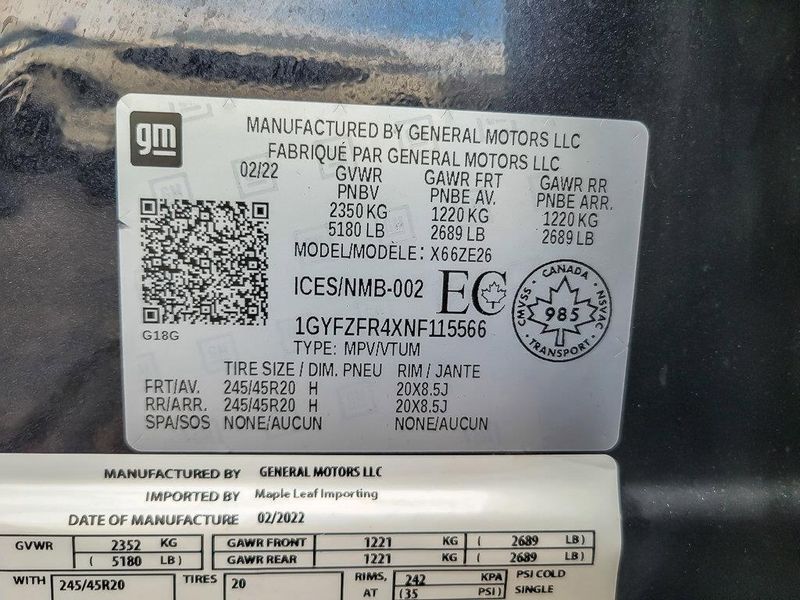 gm
MANUFACTURED BY GENERAL MOTORS LLC
FABRIQUÉ PAR GENERAL MOTORS LLC
02/22 GVWR GAWR FRT GAWR RR
PNBV PNBE AV. PNBE ARR.
2350 KG 1220 KG 1220 KG
5180 LB 2689 LB 2689 LB
MODEL/MODÈLE: X66ZE26
ICES/NMB-002 EC
CANADA
CMVSS 985 NSVAC
TRANSPORT
G18G
1GYFZFR4XNF115566
TYPE: MPV/VTUM
TIRE SIZE / DIM. PNEU RIM / JANTE
FRT/AV. 245/45R20 H 20X8.5J
RR/ARR. 245/45R20 H 20X8.5J
SPA/SOS NONE/AUCUN NONE/AUCUN
MANUFACTURED BY GENERAL MOTORS LLC
IMPORTED BY Maple Leaf Importing
DATE OF MANUFACTURE 02/2022
GVWR 2352 KG GAWR FRONT 1221 KG ( 2689 LB )
( 5180 LB ) GAWR REAR 1221 KG ( 2689 LB )
WITH 245/45R20 TIRES 20 RIMS, 242 KPA PSI COLD
AT (35 PSI ) SINGLE